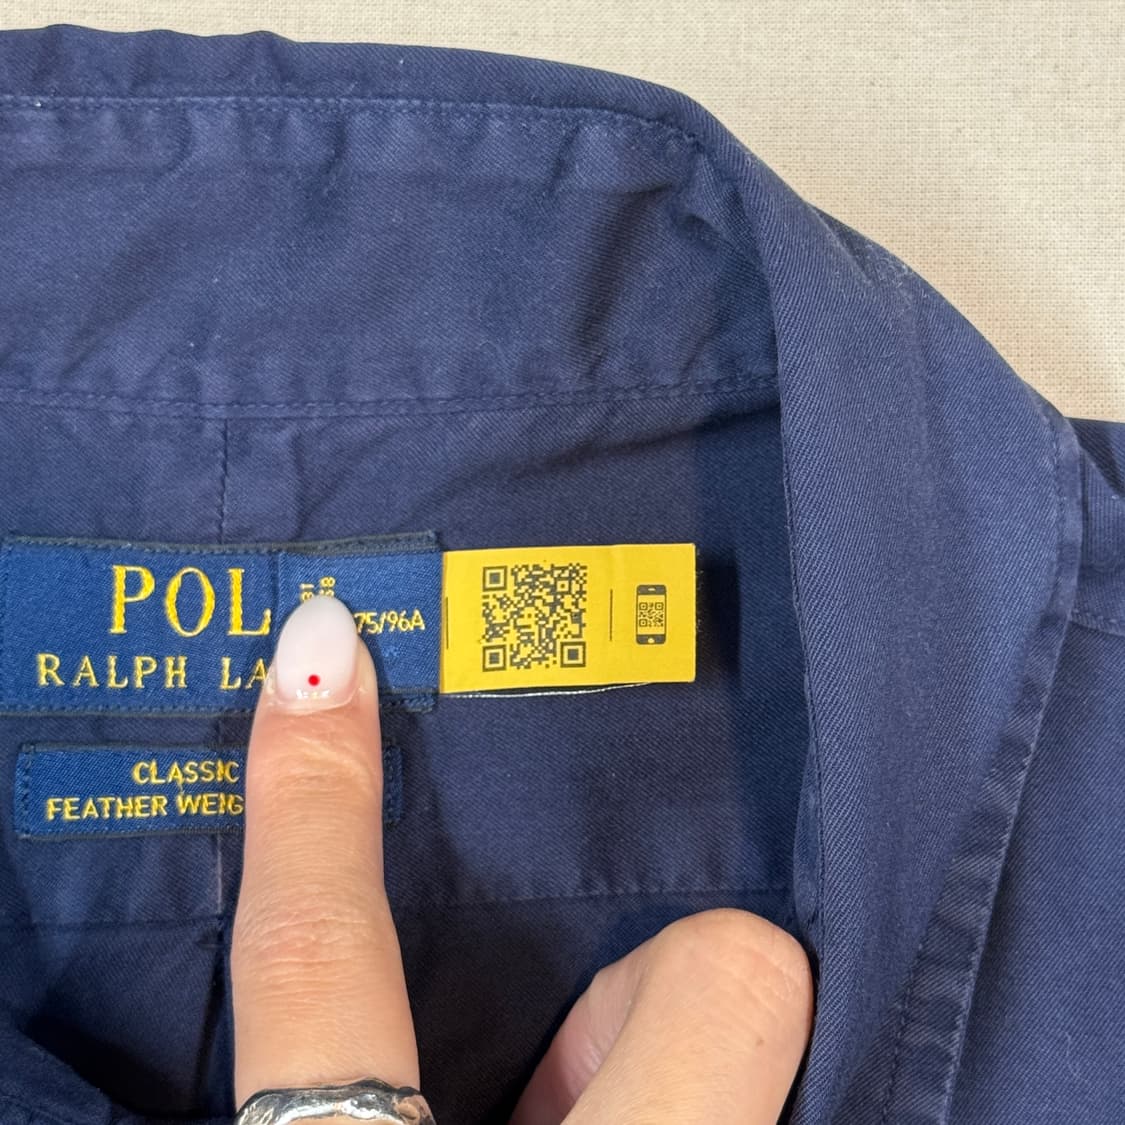 POL
RALPH LA
75/96A
CLASSIC
FEATHER WEIG